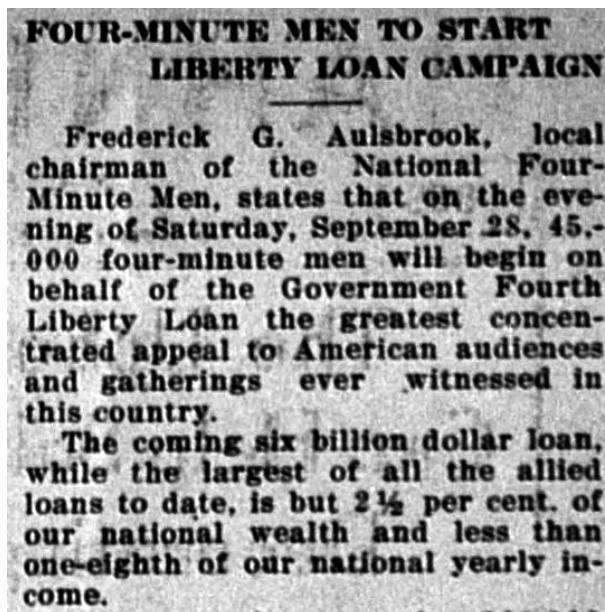 FOUR-MINUTE MEN TO START
LIBERTY LOAN CAMPAIGN
Frederick G. Aulsbrook, local
chairman of the National Four-
Minute Men, states that on the eve-
ning of Saturday, September 28, 45,-
000 four-minute men will begin on
behalf of the Government Fourth
Liberty Loan the greatest concen-
trated appeal to American audiences
and gatherings ever witnessed in
this country.
The coming six billion dollar loan,
while the largest of all the allied
loans to date, is but 2½ per cent. of
our national wealth and less than
one-eighth of our national yearly in-
come.